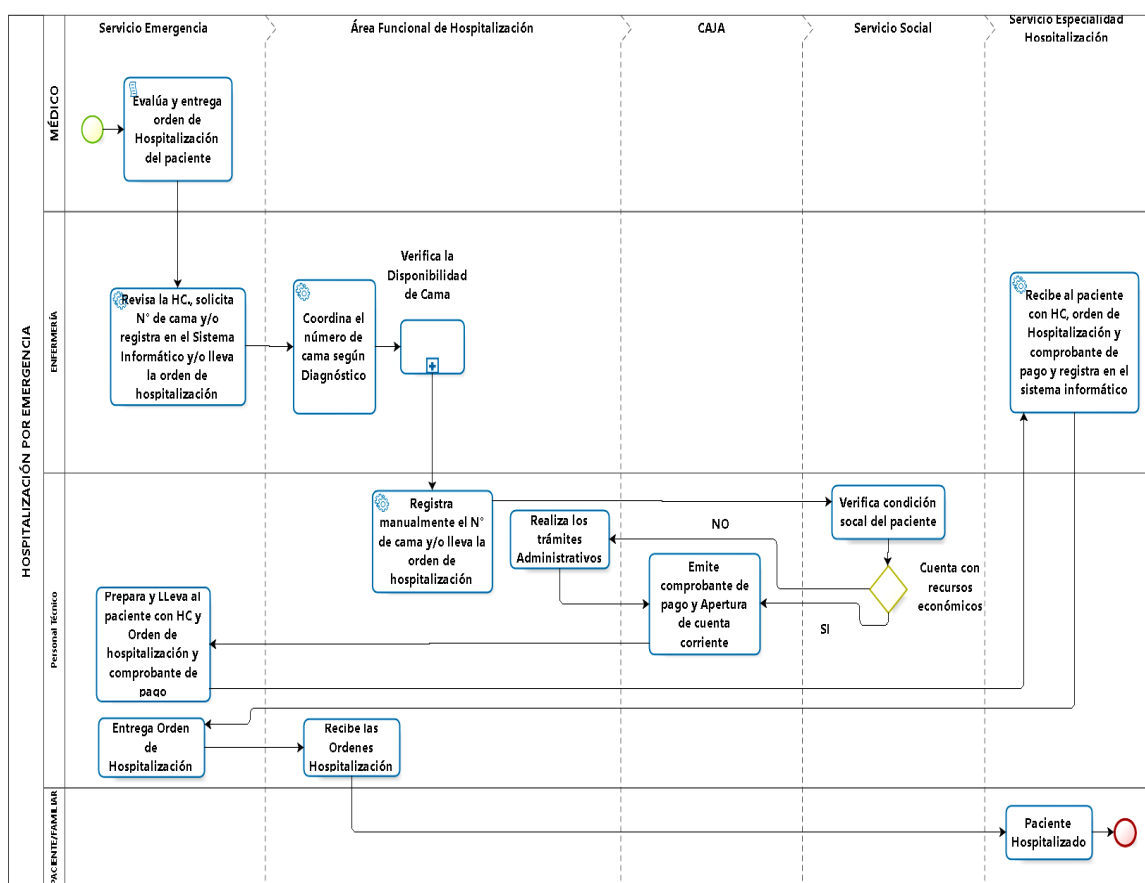 Servicio Emergencia
Área Funcional de Hospitalización
CAJA
Servicio Social
Servicio Especialidad
Hospitalización
HOSPITALIZACIÓN POR EMERGENCIA
MÉDICO
Evalúa y entrega
orden de
Hospitalización
del paciente
ENFERMERÍA
Revisa la HC., solicita
N° de cama y/o
registra en el Sistema
Informático y/o lleva
la orden de
hospitalización
Coordina el
número de
cama según
Diagnóstico
Verifica la
Disponibilidad
de Cama
Recibe al paciente
con HC, orden de
Hospitalización y
comprobante de
pago y registra en el
sistema informático
Personal Técnico
Registra
manualmente el N°
de cama y/o lleva la
orden de
hospitalización
Realiza los
trámites
Administrativos
NO
Verifica condición
socal del paciente
Cuenta con
recursos
económicos
SI
Emite
comprobante de
pago y Apertura
de cuenta
corriente
Prepara y LLeva al
paciente con HC y
Orden de
hospitalización y
comprobante de
pago
Entrega Orden
de
Hospitalización
Recibe las
Ordenes
Hospitalización
PACIENTE/FAMILIAR
Paciente
Hospitalizado